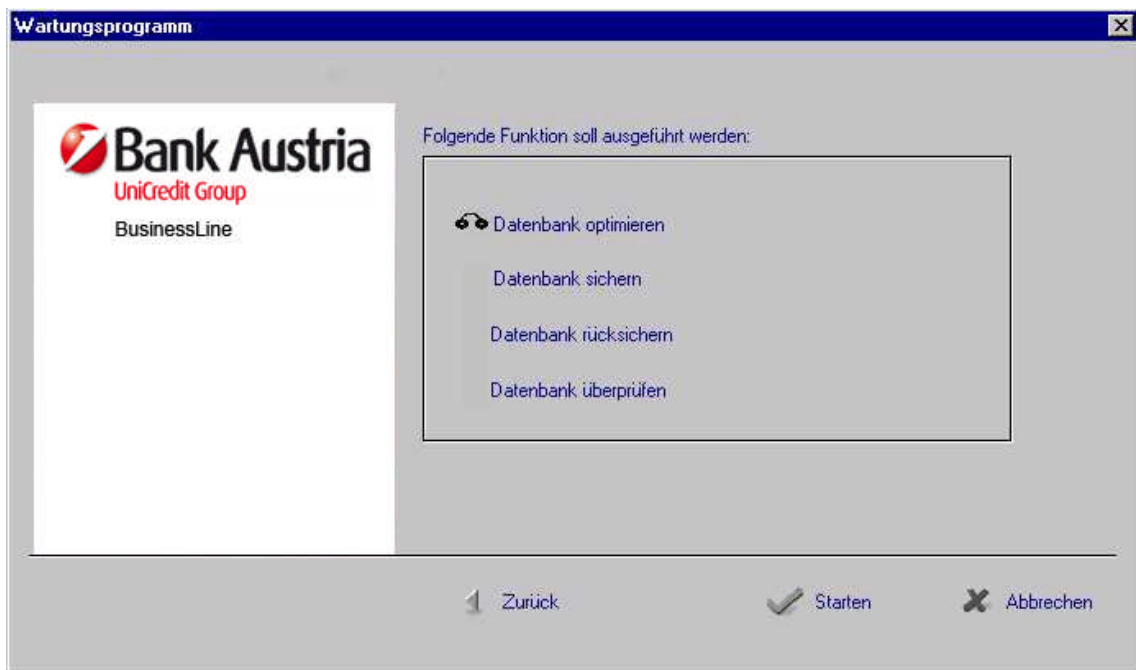 Wartungsprogramm
Bank Austria
UniCredit Group
BusinessLine
Folgende Funktion soll ausgeführt werden:
Datenbank optimieren
Datenbank sichern
Datenbank rücksichern
Datenbank überprüfen
Zurück
Starten
Abbrechen